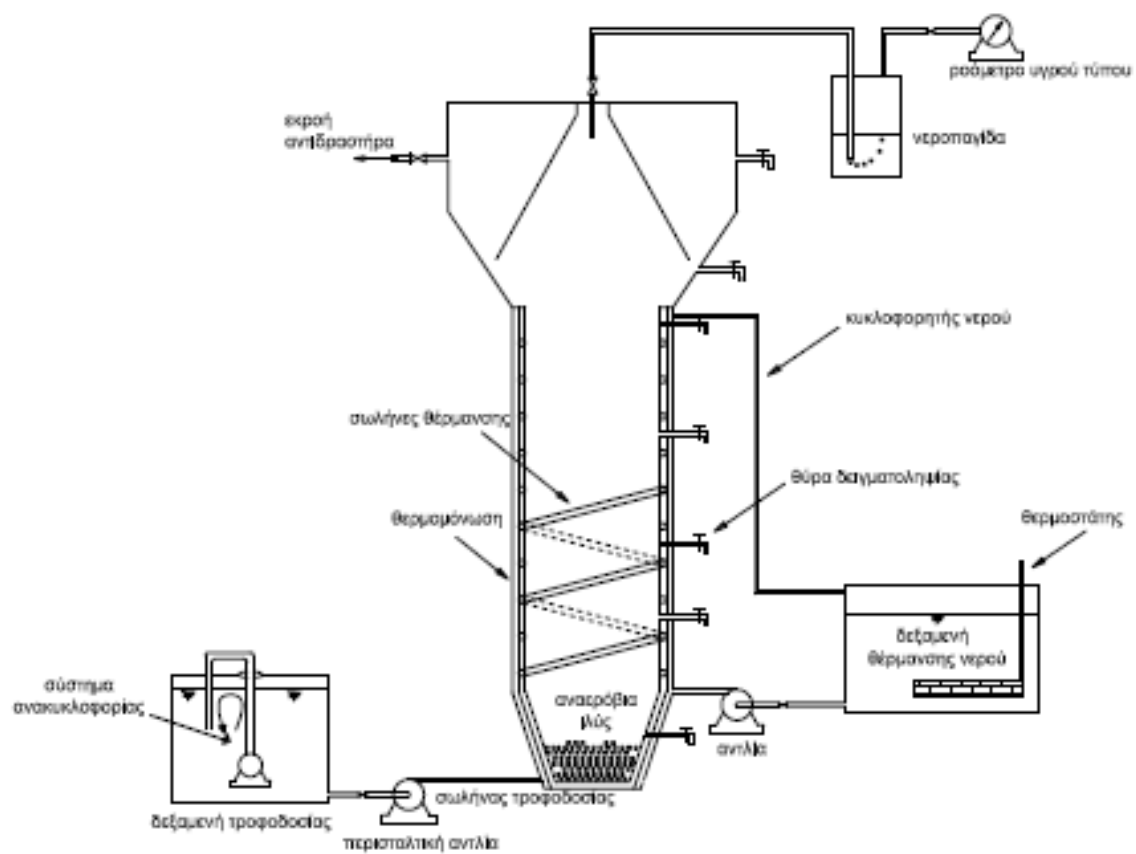 ροόμετρο υγρού τύπου
εκροή
αντιδραστήρα
νεροπαγίδα
κυκλοφορητής νερού
σωλήνες θέρμανσης
θύρα δειγματοληψίας
θερμομόνωση
θερμοστάτης
δεξαμενή
θέρμανσης νερού
σύστημα
ανακυκλοφορίας
αναερόβια
ιλύς
αντλία
σωλήνας τροφοδοσίας
δεξαμενή τροφοδοσίας
περισταλτική αντλία